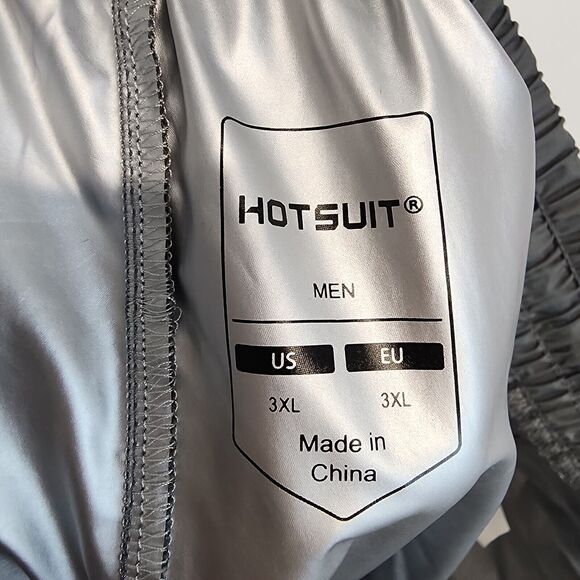 HOTSUIT®
MEN
US EU
3XL 3XL
Made in
China